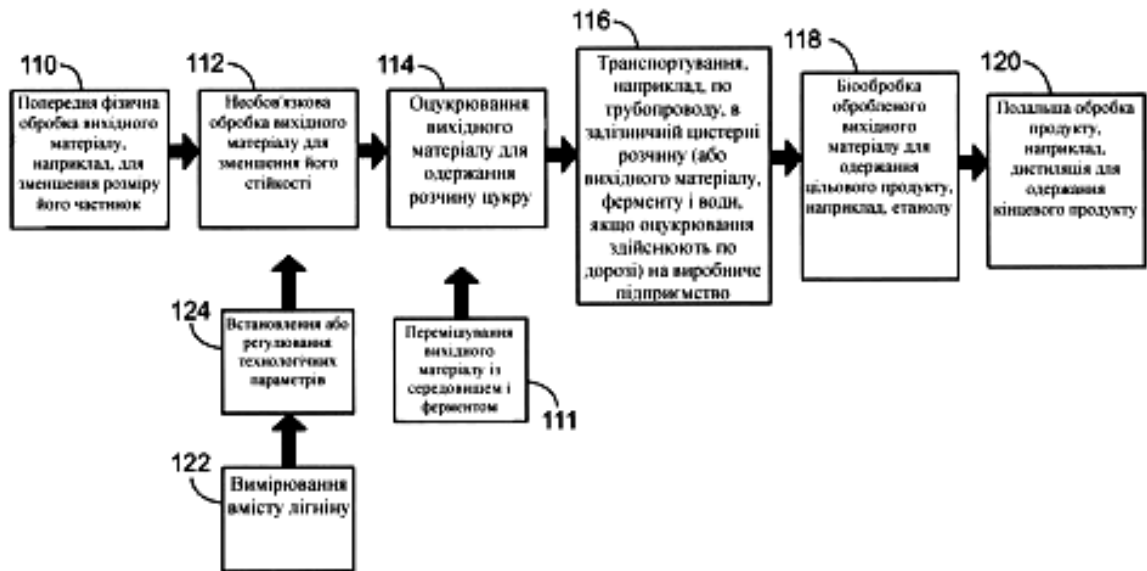 110
Попередня фізична
обробка вихідного
матеріалу,
наприклад, для
зменшення розміру
його частинок
112
Необов'язкова
обробка вихідного
матеріалу для
зменшення його
стійкості
114
Оцукрювання
вихідного
матеріалу для
одержання
розчину цукру
116
Транспортування,
наприклад, по
трубопроводу, в
залізничній цистерні
розчину (або
вихідного матеріалу,
ферменту і води,
якщо оцукрювання
здійснюють по
дорозі) на виробниче
підприємство
118
Біообробка
обробленого
вихідного
матеріалу для
одержання
цільового продукту,
наприклад, етанолу
120
Подальша обробка
продукту,
наприклад,
дистиляція для
одержання
кінцевого продукту
124
Встановлення або
регулювання
технологічних
параметрів
Перемішування
вихідного
матеріалу із
середовищем і
ферментом
111
122
Вимірювання
вмісту лігніну